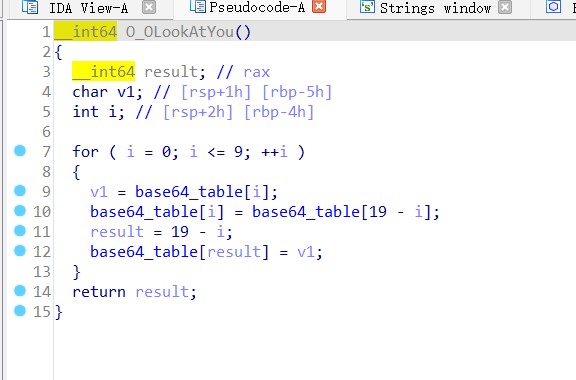 IDA View-A Pseudocode-A Strings window
1 __int64 O_OLookAtYou()
2 {
3 __int64 result; // rax
4 char v1; // [rsp+1h] [rbp-5h]
5 int i; // [rsp+2h] [rbp-4h]
6
7 for ( i = 0; i <= 9; ++i )
8 {
9 v1 = base64_table[i];
10 base64_table[i] = base64_table[19 - i];
11 result = 19 - i;
12 base64_table[result] = v1;
13 }
14 return result;
15 }